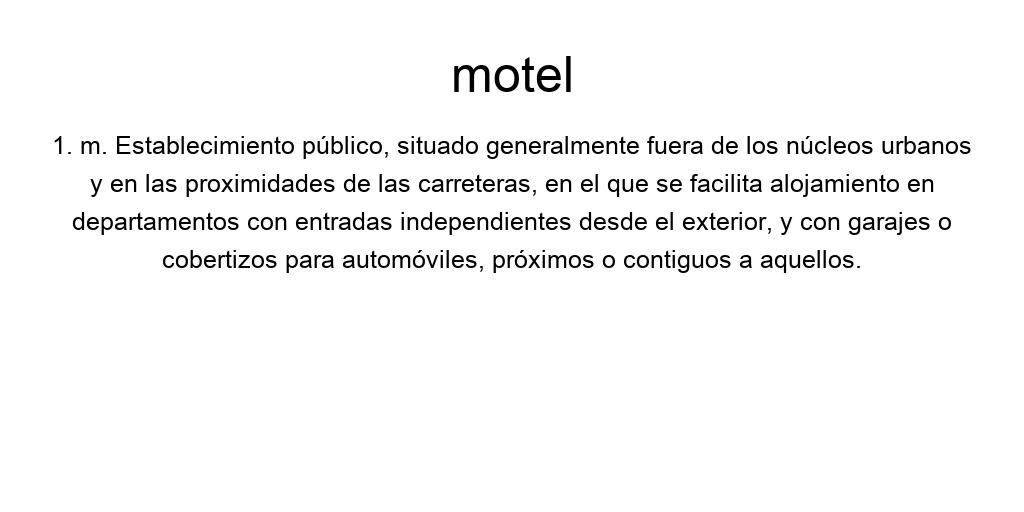 motel
1. m. Establecimiento público, situado generalmente fuera de los núcleos urbanos
y en las proximidades de las carreteras, en el que se facilita alojamiento en
departamentos con entradas independientes desde el exterior, y con garajes o
cobertizos para automóviles, próximos o contiguos a aquellos.